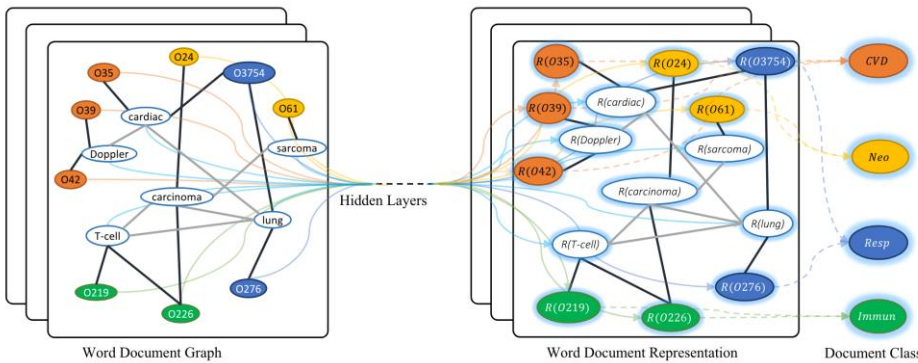 O24
O35
O3754
O39
O61
cardiac
Doppler
sarcoma
O42
carcinoma
lung
T-cell
O219
O276
O226
Word Document Graph
Hidden Layers
R(O35)
R(O24)
R(O3754)
R(O39)
R(cardiac)
R(O61)
R(Doppler)
R(sarcoma)
R(O42)
R(carcinoma)
R(lung)
R(T-cell)
R(O276)
R(O219)
R(O226)
Word Document Representation
CVD
Neo
Resp
Immun
Document Class